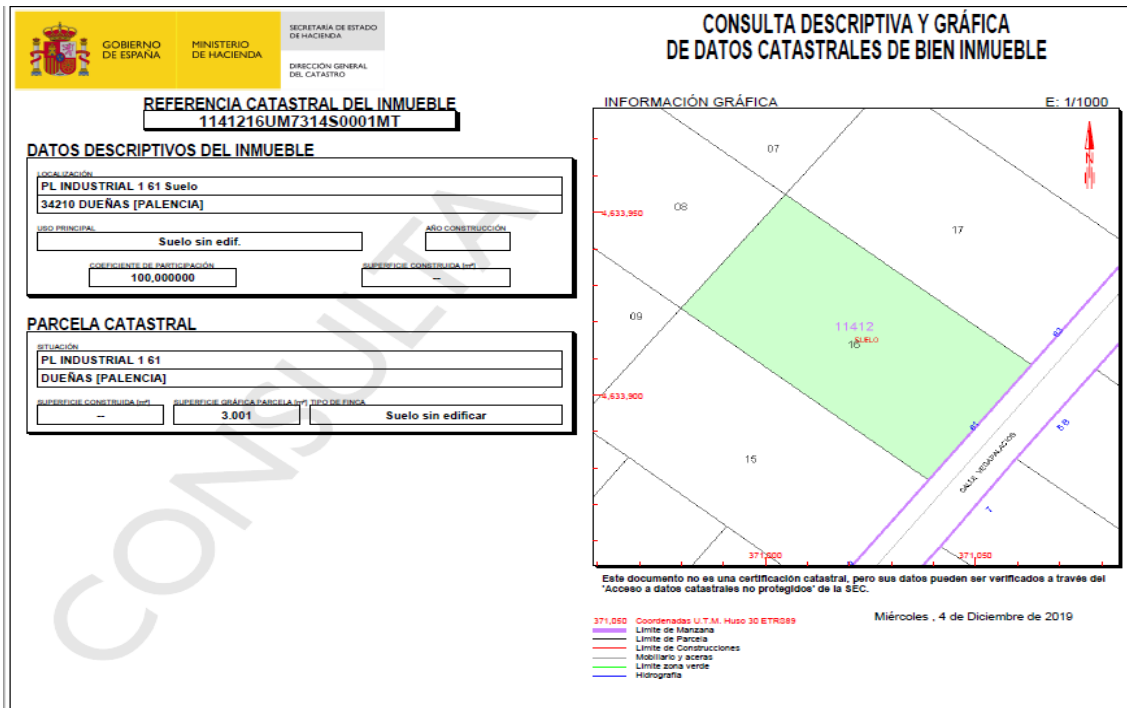 GOBIERNO
DE ESPAÑA
MINISTERIO
DE HACIENDA
SECRETARÍA DE ESTADO
DE HACIENDA
DIRECCIÓN GENERAL
DEL CATASTRO
CONSULTA DESCRIPTIVA Y GRÁFICA
DE DATOS CATASTRALES DE BIEN INMUEBLE
REFERENCIA CATASTRAL DEL INMUEBLE
1141216UM7314S0001MT
DATOS DESCRIPTIVOS DEL INMUEBLE
LOCALIZACIÓN
PL INDUSTRIAL 1 61 Suelo
34210 DUEÑAS [PALENCIA]
USO PRINCIPAL
Suelo sin edif.
AÑO CONSTRUCCIÓN
COEFICIENTE DE PARTICIPACIÓN
100,000000
SUPERFICIE CONSTRUIDA [m²]
--
PARCELA CATASTRAL
SITUACIÓN
PL INDUSTRIAL 1 61
DUEÑAS [PALENCIA]
SUPERFICIE CONSTRUIDA [m²]
--
SUPERFICIE GRÁFICA PARCELA [m²]
3.001
TIPO DE FINCA
Suelo sin edificar
CONSULTA
INFORMACIÓN GRÁFICA E: 1/1000
N
07
08
4,633,950
17
09
11412
63
16
SUELO
4,633,900
61
5B
15
CALLE VEGAPALACIOS
7
371,000
371,050
Este documento no es una certificación catastral, pero sus datos pueden ser verificados a través del
'Acceso a datos catastrales no protegidos' de la SEC.
371,050 Coordenadas U.T.M. Huso 30 ETRS89
Límite de Manzana
Límite de Parcela
Límite de Construcciones
Mobiliario y aceras
Límite zona verde
Hidrografía
Miércoles , 4 de Diciembre de 2019